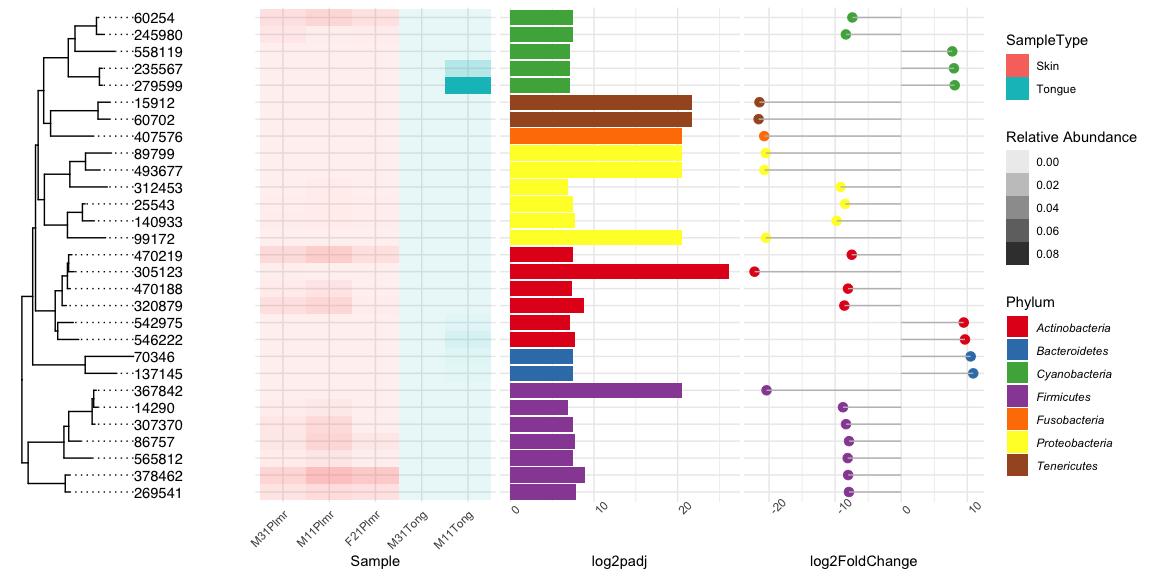 60254
245980
558119
235567
279599
15912
60702
407576
89799
493677
312453
25543
140933
99172
470219
305123
470188
320879
542975
546222
70346
137145
367842
14290
307370
86757
565812
378462
269541
M31Plmr
M11Plmr
F21Plmr
M31Tong
M11Tong
Sample
0
10
20
log2padj
-20
-10
0
10
log2FoldChange
SampleType
Skin
Tongue
Relative Abundance
0.00
0.02
0.04
0.06
0.08
Phylum
Actinobacteria
Bacteroidetes
Cyanobacteria
Firmicutes
Fusobacteria
Proteobacteria
Tenericutes